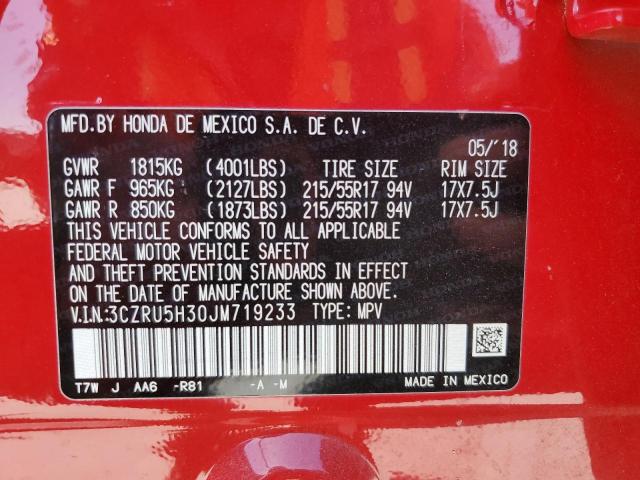 MFD.BY HONDA DE MEXICO S.A. DE C.V.
05/'18
GVWR 1815KG (4001LBS) TIRE SIZE RIM SIZE
GAWR F 965KG (2127LBS) 215/55R17 94V 17X7.5J
GAWR R 850KG (1873LBS) 215/55R17 94V 17X7.5J
THIS VEHICLE CONFORMS TO ALL APPLICABLE
FEDERAL MOTOR VEHICLE SAFETY
AND THEFT PREVENTION STANDARDS IN EFFECT
ON THE DATE OF MANUFACTURE SHOWN ABOVE.
V.I.N.:3CZRU5H30JM719233 TYPE: MPV
T7W J AA6 -R81 -A -M MADE IN MEXICO